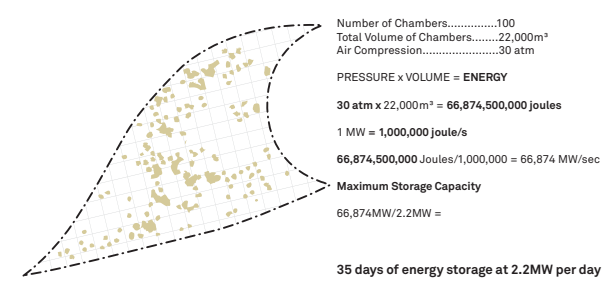 Number of Chambers...............100
Total Volume of Chambers........22,000m³
Air Compression.......................30 atm
PRESSURE x VOLUME = ENERGY
30 atm x 22,000m³ = 66,874,500,000 joules
1 MW = 1,000,000 joule/s
66,874,500,000 Joules/1,000,000 = 66,874 MW/sec
Maximum Storage Capacity
66,874MW/2.2MW =
35 days of energy storage at 2.2MW per day